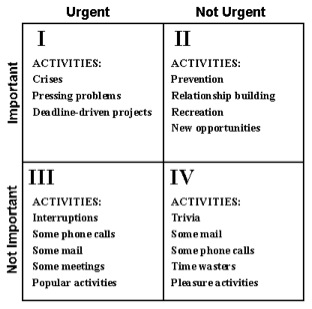 Urgent
Not Urgent
Important
I
ACTIVITIES:
Crises
Pressing problems
Deadline-driven projects
II
ACTIVITIES:
Prevention
Relationship building
Recreation
New opportunities
Not Important
III
ACTIVITIES:
Interruptions
Some phone calls
Some mail
Some meetings
Popular activities
IV
ACTIVITIES:
Trivia
Some mail
Some phone calls
Time wasters
Pleasure activities